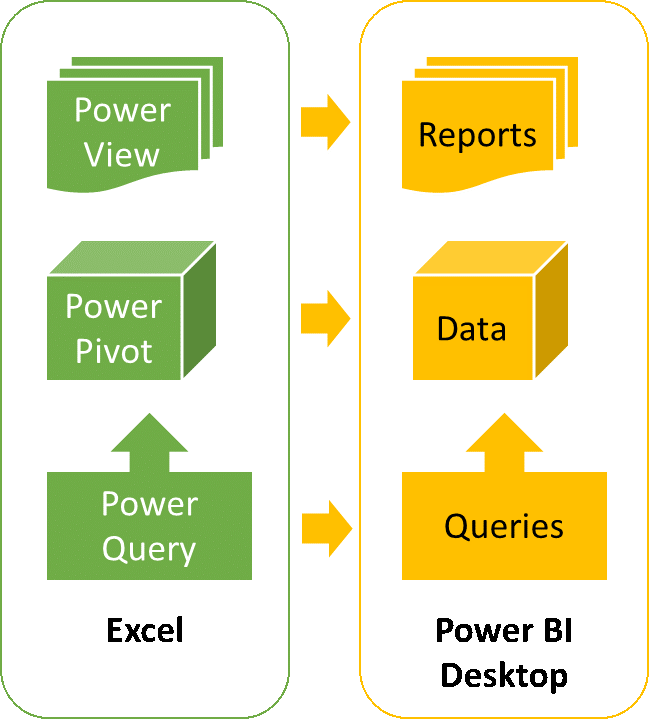 Power
View
Reports
Power
Pivot
Data
Power
Query
Queries
Excel
Power BI
Desktop